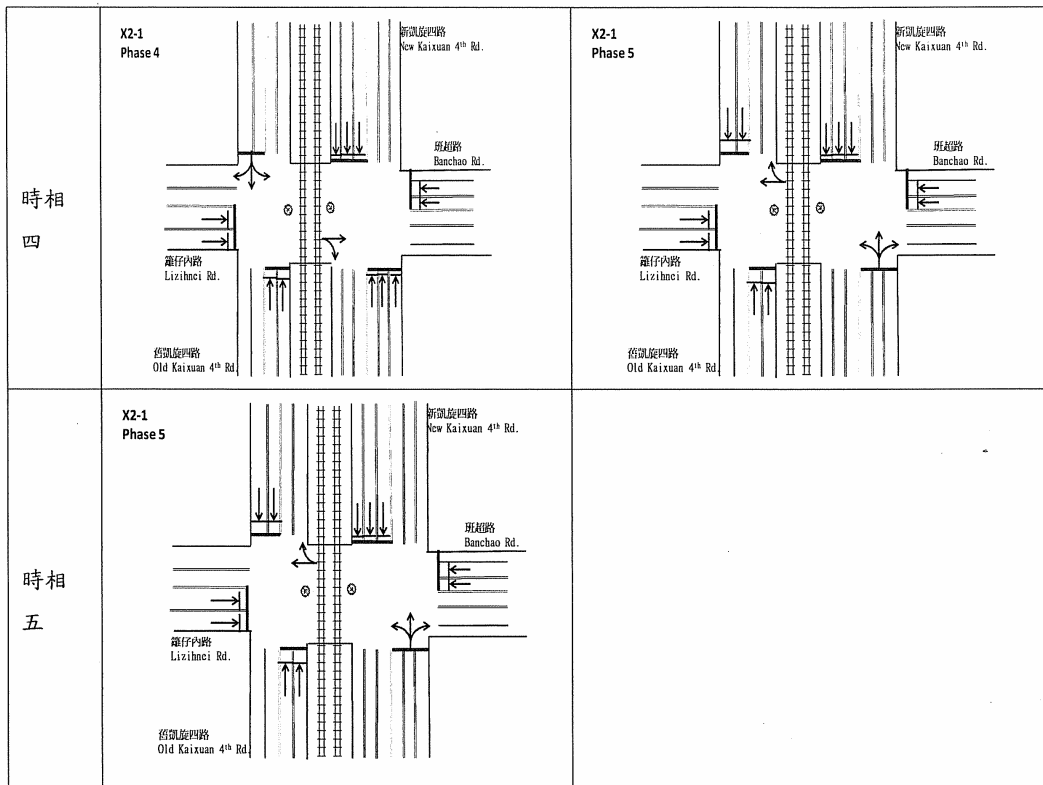 時相
四
X2-1
Phase 4
新凱旋四路
New Kaixuan 4th Rd.
班超路
Banchao Rd.
籬仔內路
Lizihnci Rd.
舊凱旋四路
Old Kaixuan 4th Rd.
X2-1
Phase 5
新凱旋四路
New Kaixuan 4th Rd.
班超路
Banchao Rd.
籬仔內路
Lizihnci Rd.
舊凱旋四路
Old Kaixuan 4th Rd.
時相
五
X2-1
Phase 5
新凱旋四路
New Kaixuan 4th Rd.
班超路
Banchao Rd.
籬仔內路
Lizihnci Rd.
舊凱旋四路
Old Kaixuan 4th Rd.